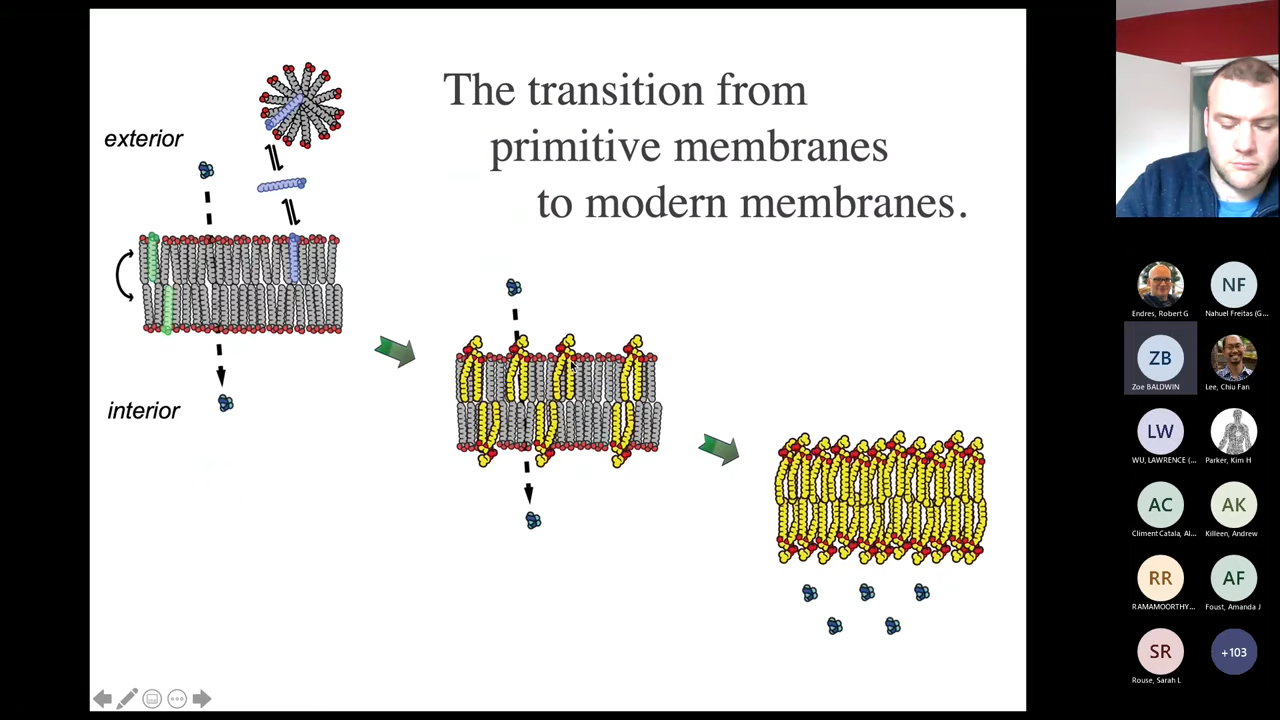 The transition from
primitive membranes
to modern membranes.
exterior
interior
Endres, Robert G
NF
Nahuel Freitas (G...
ZB
Zoe BALDWIN
Lee, Chiu Fan
LW
WU, LAWRENCE (...
Parker, Kim H
AC
Climent Catala, Al...
AK
Killeen, Andrew
RR
RAMAMOORTHY...
AF
Foust, Amanda J
SR
Rouse, Sarah L
+103